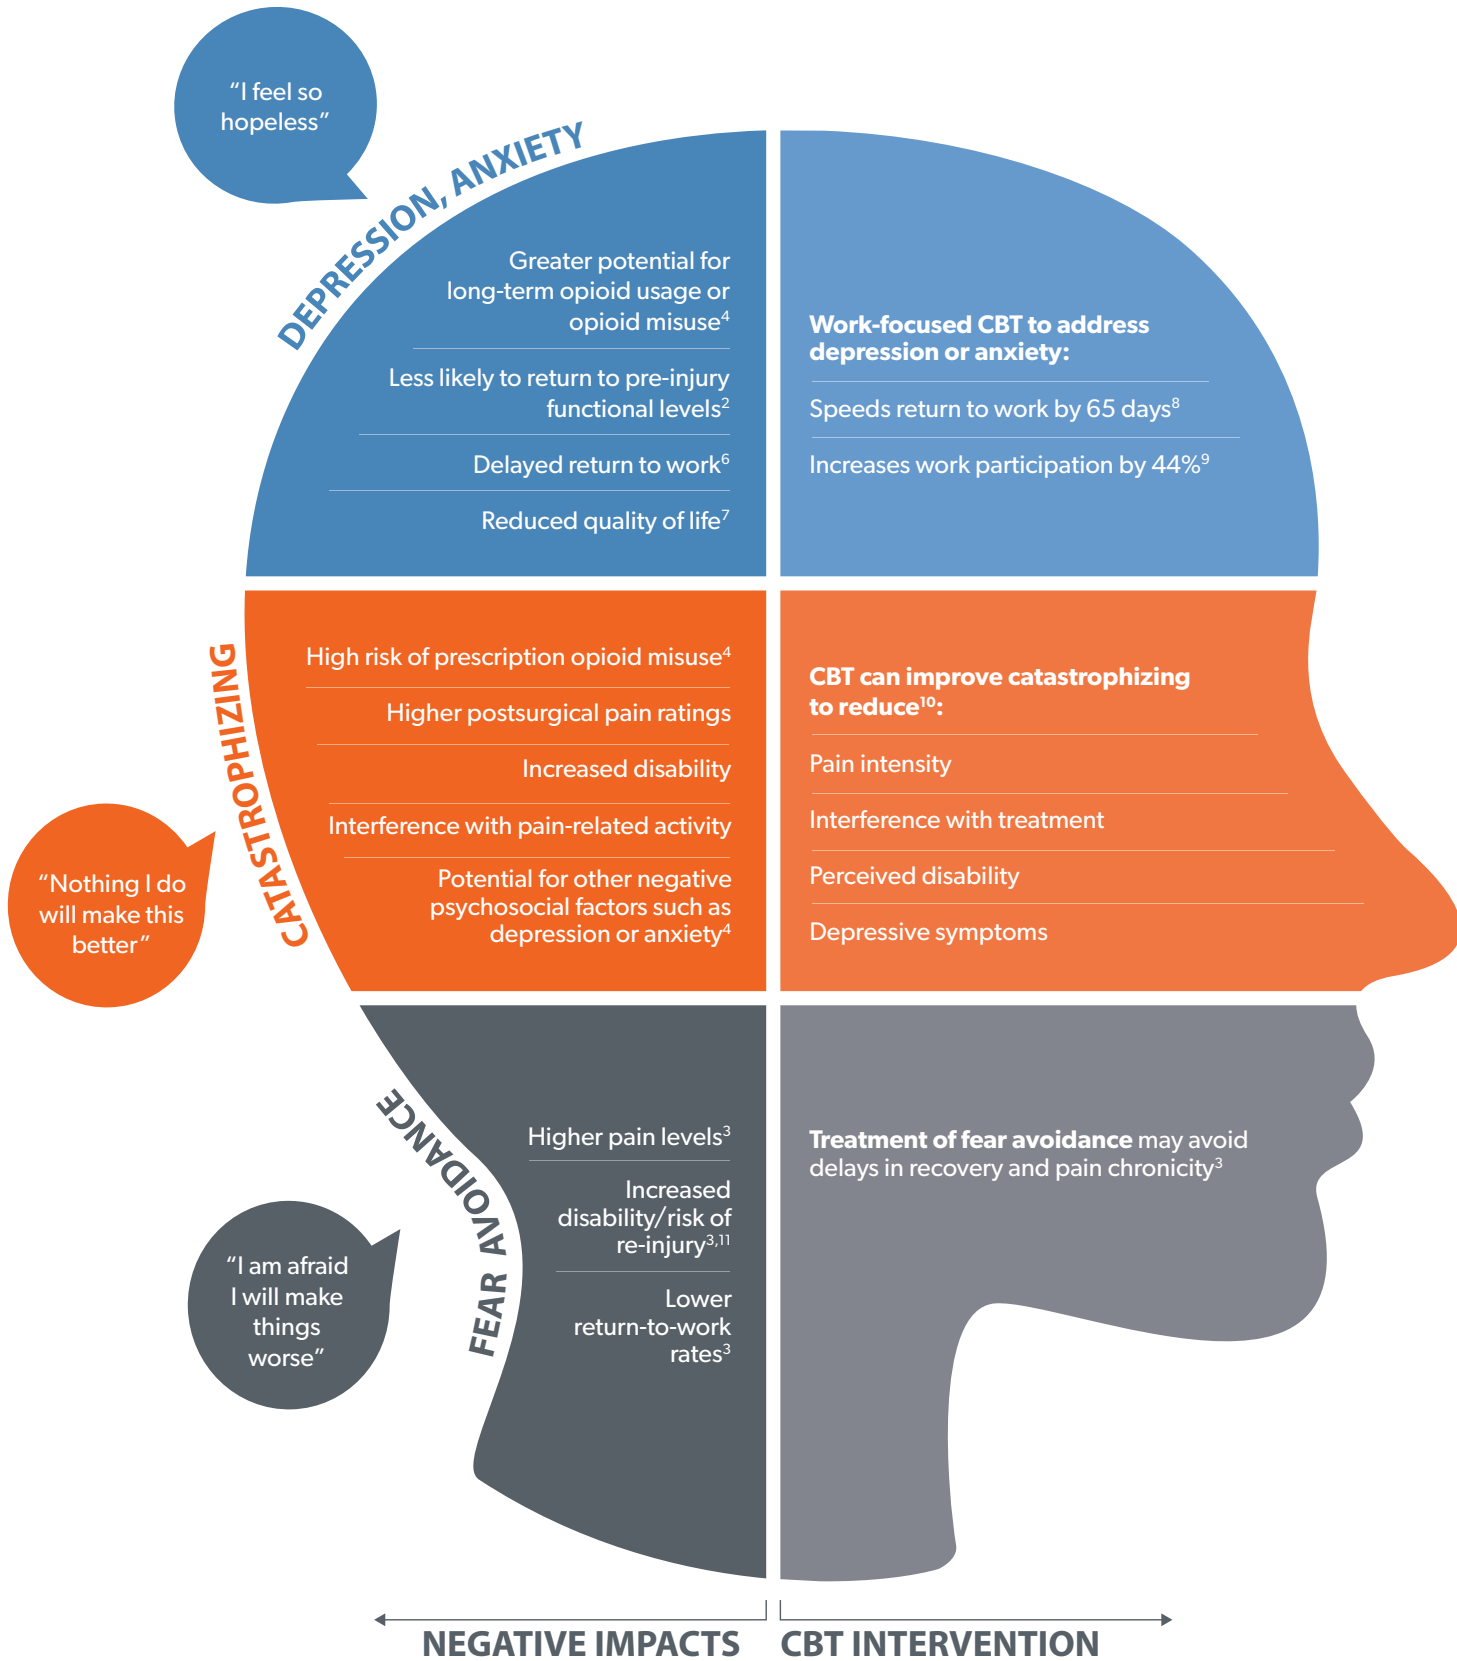 “I feel so
hopeless”
DEPRESSION, ANXIETY
Greater potential for
long-term opioid usage or
opioid misuse⁴
Less likely to return to pre-injury
functional levels²
Delayed return to work⁶
Reduced quality of life⁷
Work-focused CBT to address
depression or anxiety:
Speeds return to work by 65 days⁸
Increases work participation by 44%⁹
CATASTROPHIZING
“Nothing I do
will make this
better”
High risk of prescription opioid misuse⁴
Higher postsurgical pain ratings
Increased disability
Interference with pain-related activity
Potential for other negative
psychosocial factors such as
depression or anxiety⁴
CBT can improve catastrophizing
to reduce¹⁰:
Pain intensity
Interference with treatment
Perceived disability
Depressive symptoms
FEAR AVOIDANCE
“I am afraid
I will make
things
worse”
Higher pain levels³
Increased
disability/risk of
re-injury³,¹¹
Lower
return-to-work
rates³
Treatment of fear avoidance may avoid
delays in recovery and pain chronicity³
NEGATIVE IMPACTS
CBT INTERVENTION